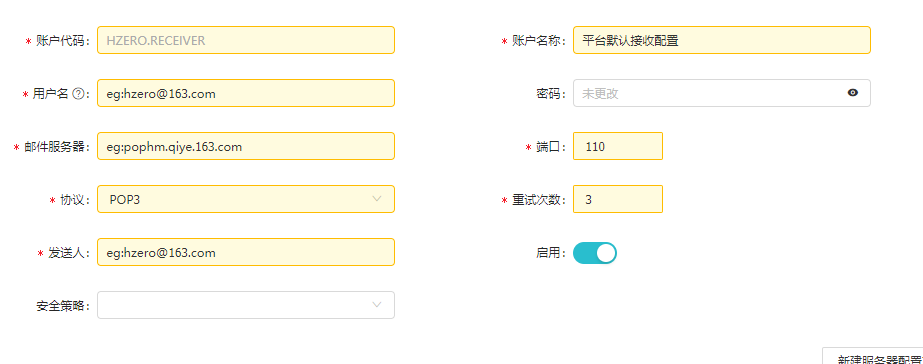 * 账户代码: HZERO.RECEIVER * 账户名称: 平台默认接收配置
* 用户名 ?: eg:hzero@163.com 密码: 未更改
* 邮件服务器: eg:pophm.qiye.163.com * 端口: 110
* 协议: POP3 * 重试次数: 3
* 发送人: eg:hzero@163.com 启用:
安全策略:
新建服务器配置